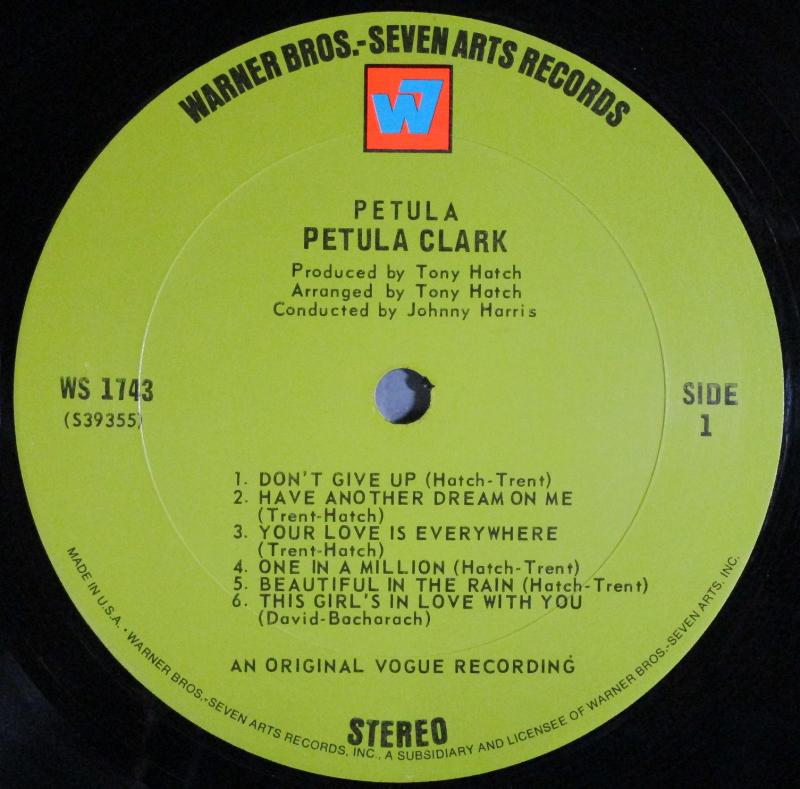 WARNER BROS.-SEVEN ARTS RECORDS
W7
PETULA
PETULA CLARK
Produced by Tony Hatch
Arranged by Tony Hatch
Conducted by Johnny Harris
WS 1743
(S39355)
SIDE
1
1. DON'T GIVE UP (Hatch-Trent)
2. HAVE ANOTHER DREAM ON ME
(Trent-Hatch)
3. YOUR LOVE IS EVERYWHERE
(Trent-Hatch)
4. ONE IN A MILLION (Hatch-Trent)
5. BEAUTIFUL IN THE RAIN (Hatch-Trent)
6. THIS GIRL'S IN LOVE WITH YOU
(David-Bacharach)
AN ORIGINAL VOGUE RECORDING
STEREO
MADE IN U.S.A. • WARNER BROS.-SEVEN ARTS RECORDS, INC., A SUBSIDIARY AND LICENSEE OF WARNER BROS.-SEVEN ARTS. INC.